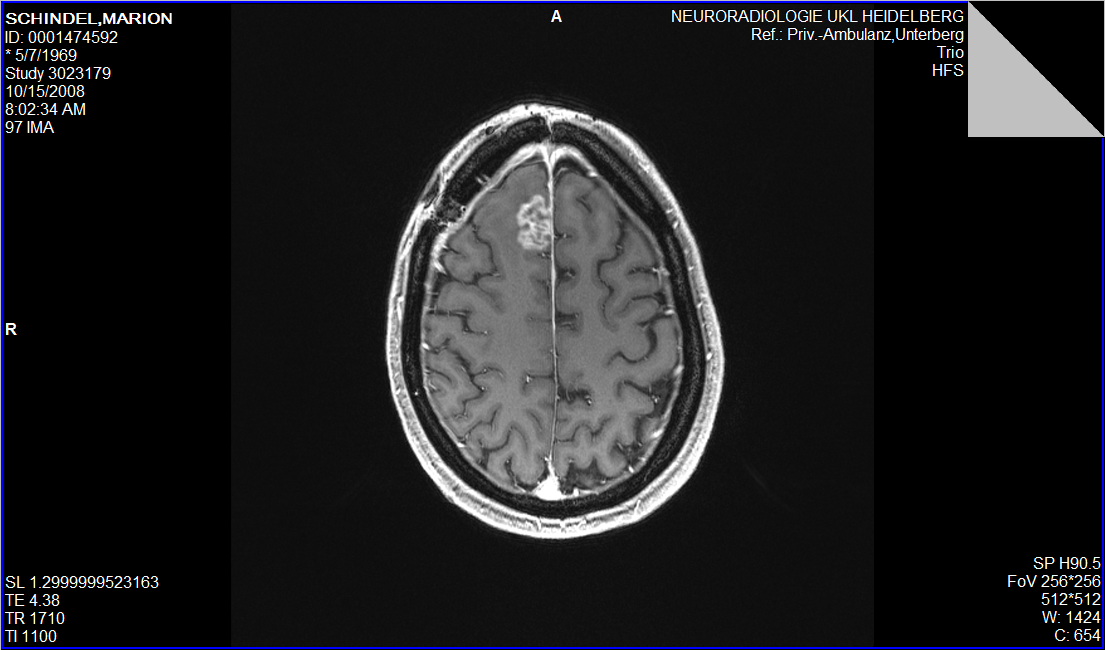 SCHINDEL,MARION
ID: 0001474592
* 5/7/1969
Study 3023179
10/15/2008
8:02:34 AM
97 IMA
A
NEURORADIOLOGIE UKL HEIDELBERG
Ref.: Priv.-Ambulanz,Unterberg
Trio
HFS
R
SL 1.2999999523163
TE 4.38
TR 1710
TI 1100
SP H90.5
FoV 256*256
512*512
W: 1424
C: 654